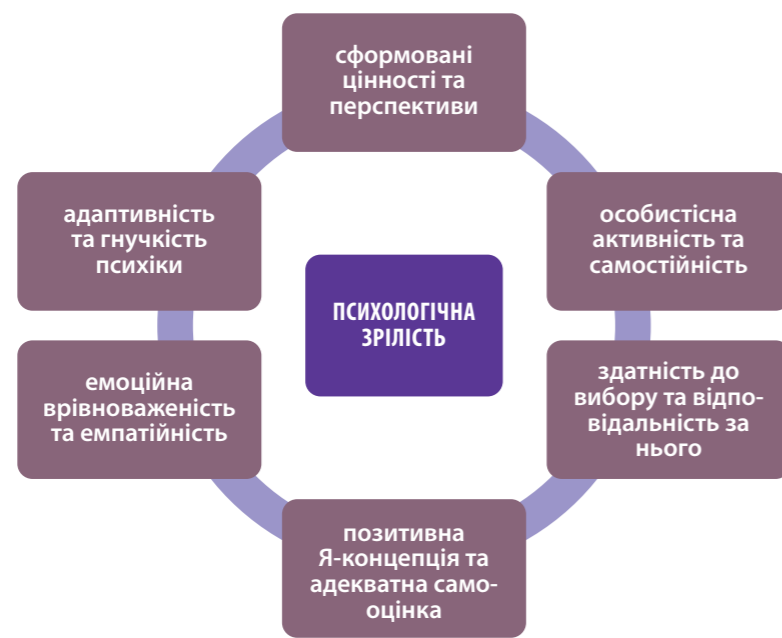 сформовані
цінності та
перспективи
адаптивність
та гнучкість
психіки
особистісна
активність та
самостійність
ПСИХОЛОГІЧНА
ЗРІЛІСТЬ
емоційна
врівноваженість
та емпатійність
здатність до
вибору та відпо-
відальність за
нього
позитивна
Я-концепція та
адекватна само-
оцінка